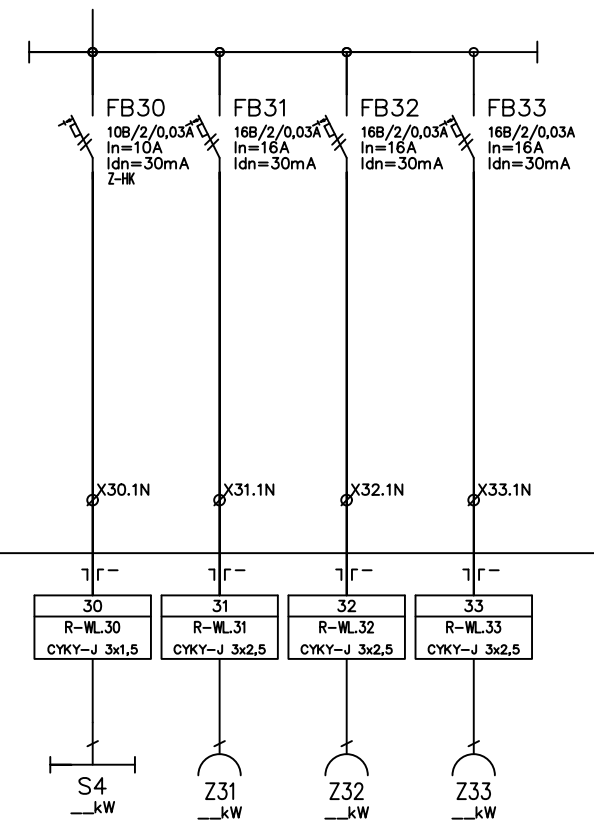 FB30
10B/2/0,03A
In=10A
Idn=30mA
Z-HK
FB31
16B/2/0,03A
In=16A
Idn=30mA
FB32
16B/2/0,03A
In=16A
Idn=30mA
FB33
16B/2/0,03A
In=16A
Idn=30mA
X30.1N
X31.1N
X32.1N
X33.1N
30
R-WL.30
CYKY-J 3x1,5
31
R-WL.31
CYKY-J 3x2,5
32
R-WL.32
CYKY-J 3x2,5
33
R-WL.33
CYKY-J 3x2,5
S4
__kW
Z31
__kW
Z32
__kW
Z33
__kW